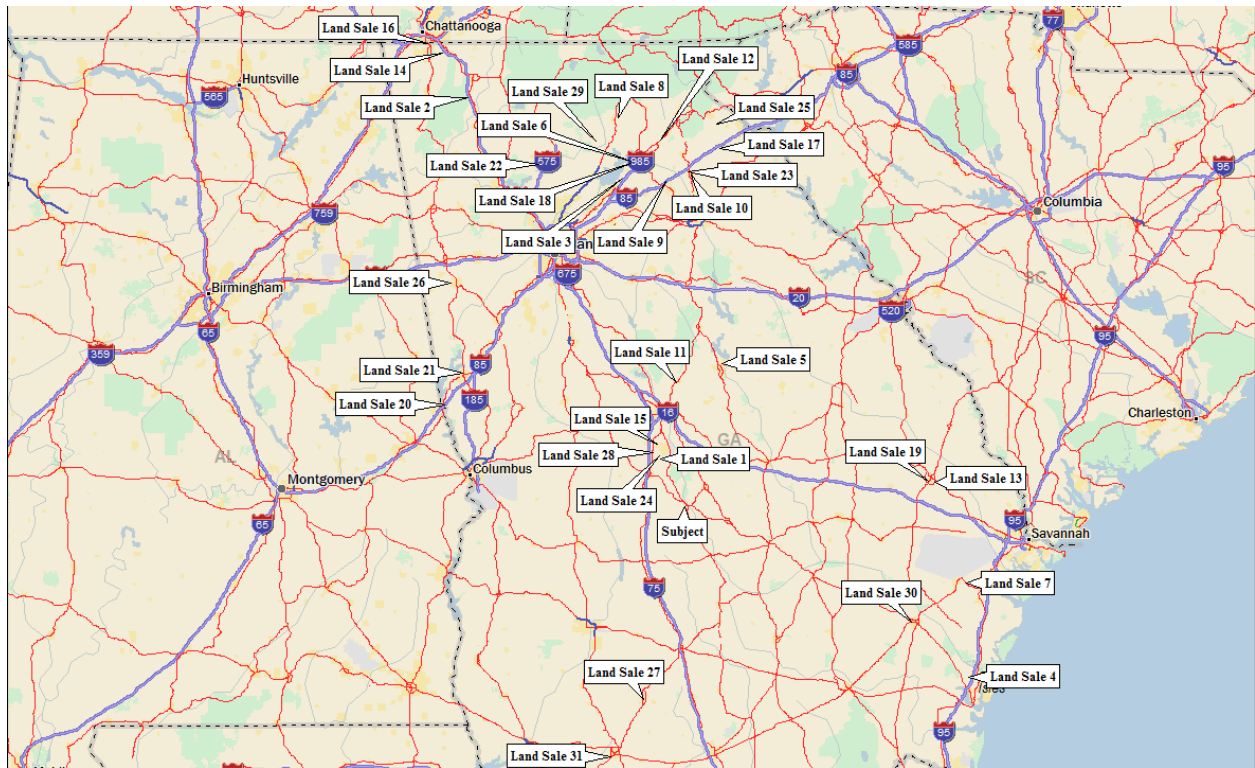 Land Sale 16
Chattanooga
77
585
Land Sale 14
Huntsville
Land Sale 12
85
Land Sale 2
565
Land Sale 29
Land Sale 8
Land Sale 25
Land Sale 6
Land Sale 17
Land Sale 22
575
985
95
Land Sale 23
Land Sale 18
85
Land Sale 10
759
Columbia
Land Sale 3
an
Land Sale 9
675
Land Sale 26
SC
Birmingham
20
520
65
95
359
Land Sale 11
Land Sale 5
85
Land Sale 21
185
Land Sale 20
16
Charleston
Land Sale 15
GA
AL
Land Sale 28
Land Sale 1
Land Sale 19
Columbus
Montgomery
Land Sale 24
Land Sale 13
65
95
Subject
Savannah
75
Land Sale 7
Land Sale 30
Land Sale 27
Land Sale 4
Isles
95
Land Sale 31